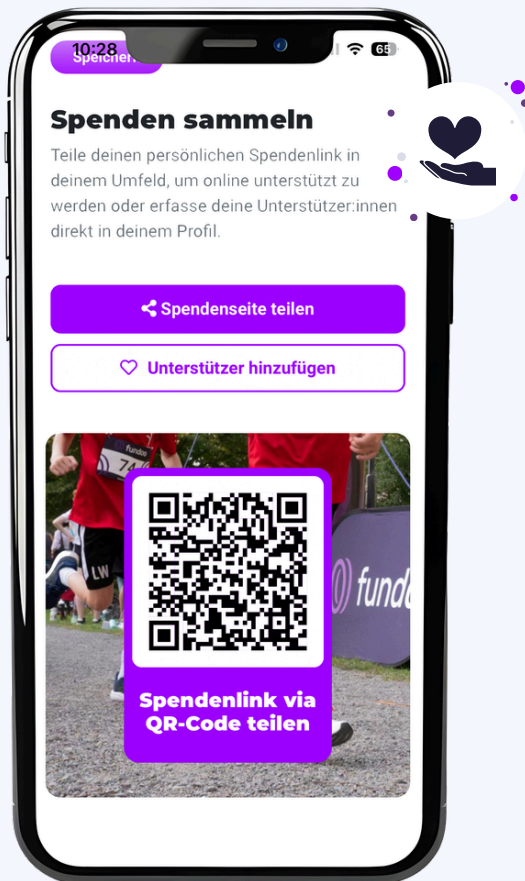 10:28
65
Speichern
Spenden sammeln
Teile deinen persönlichen Spendenlink in
deinem Umfeld, um online unterstützt zu
werden oder erfasse deine Unterstützer:innen
direkt in deinem Profil.
Spendenseite teilen
Unterstützer hinzufügen
fundos
74
LW
Spendenlink via
QR-Code teilen